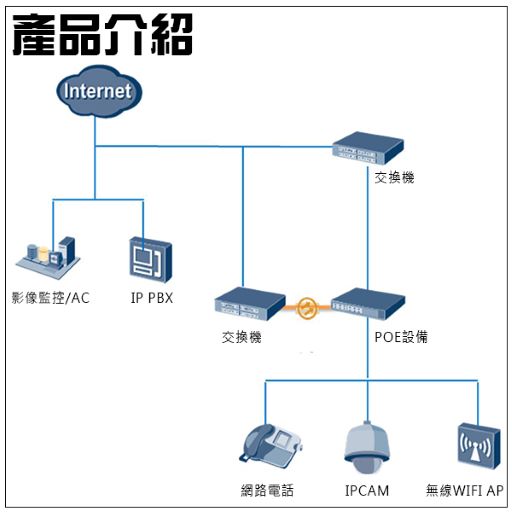 產品介紹
Internet
交換機
影像監控/AC
IP PBX
交換機
POE設備
網路電話
IPCAM
無線WIFI AP